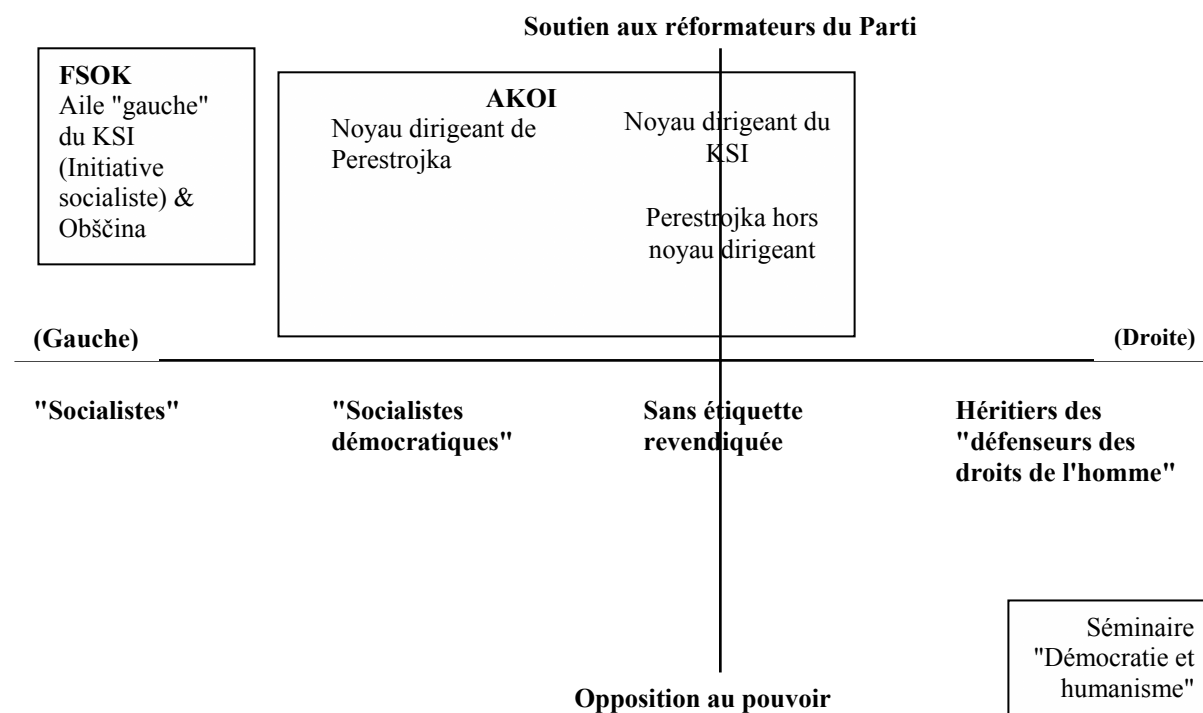 Soutien aux réformateurs du Parti
FSOK
Aile "gauche"
du KSI
(Initiative
socialiste) &
Obščina
AKOI
Noyau dirigeant de
Perestrojka
Noyau dirigeant du
KSI
Perestrojka hors
noyau dirigeant
(Gauche)
(Droite)
"Socialistes"
"Socialistes
démocratiques"
Sans étiquette
revendiquée
Héritiers des
"défenseurs des
droits de l'homme"
Séminaire
"Démocratie et
humanisme"
Opposition au pouvoir